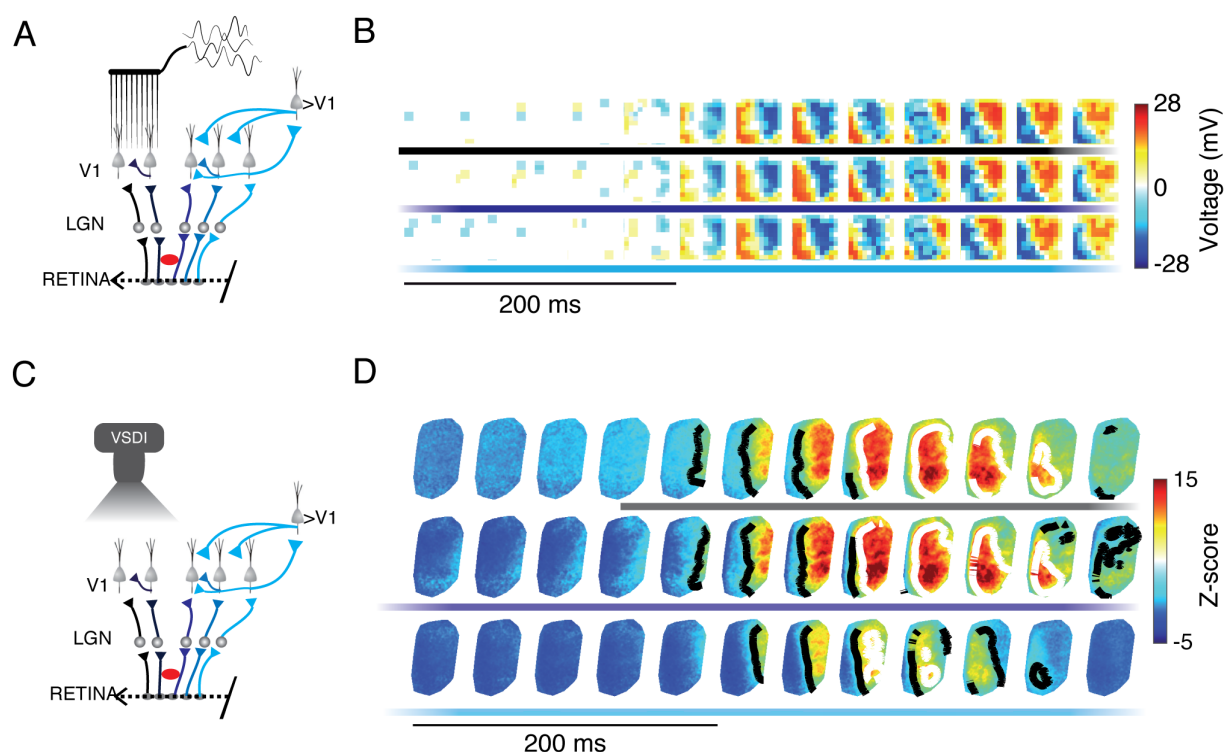 A
>V1
V1
LGN
RETINA
B
28
0
-28
Voltage (mV)
200 ms
C
VSDI
>V1
V1
LGN
RETINA
D
15
-5
Z-score
200 ms